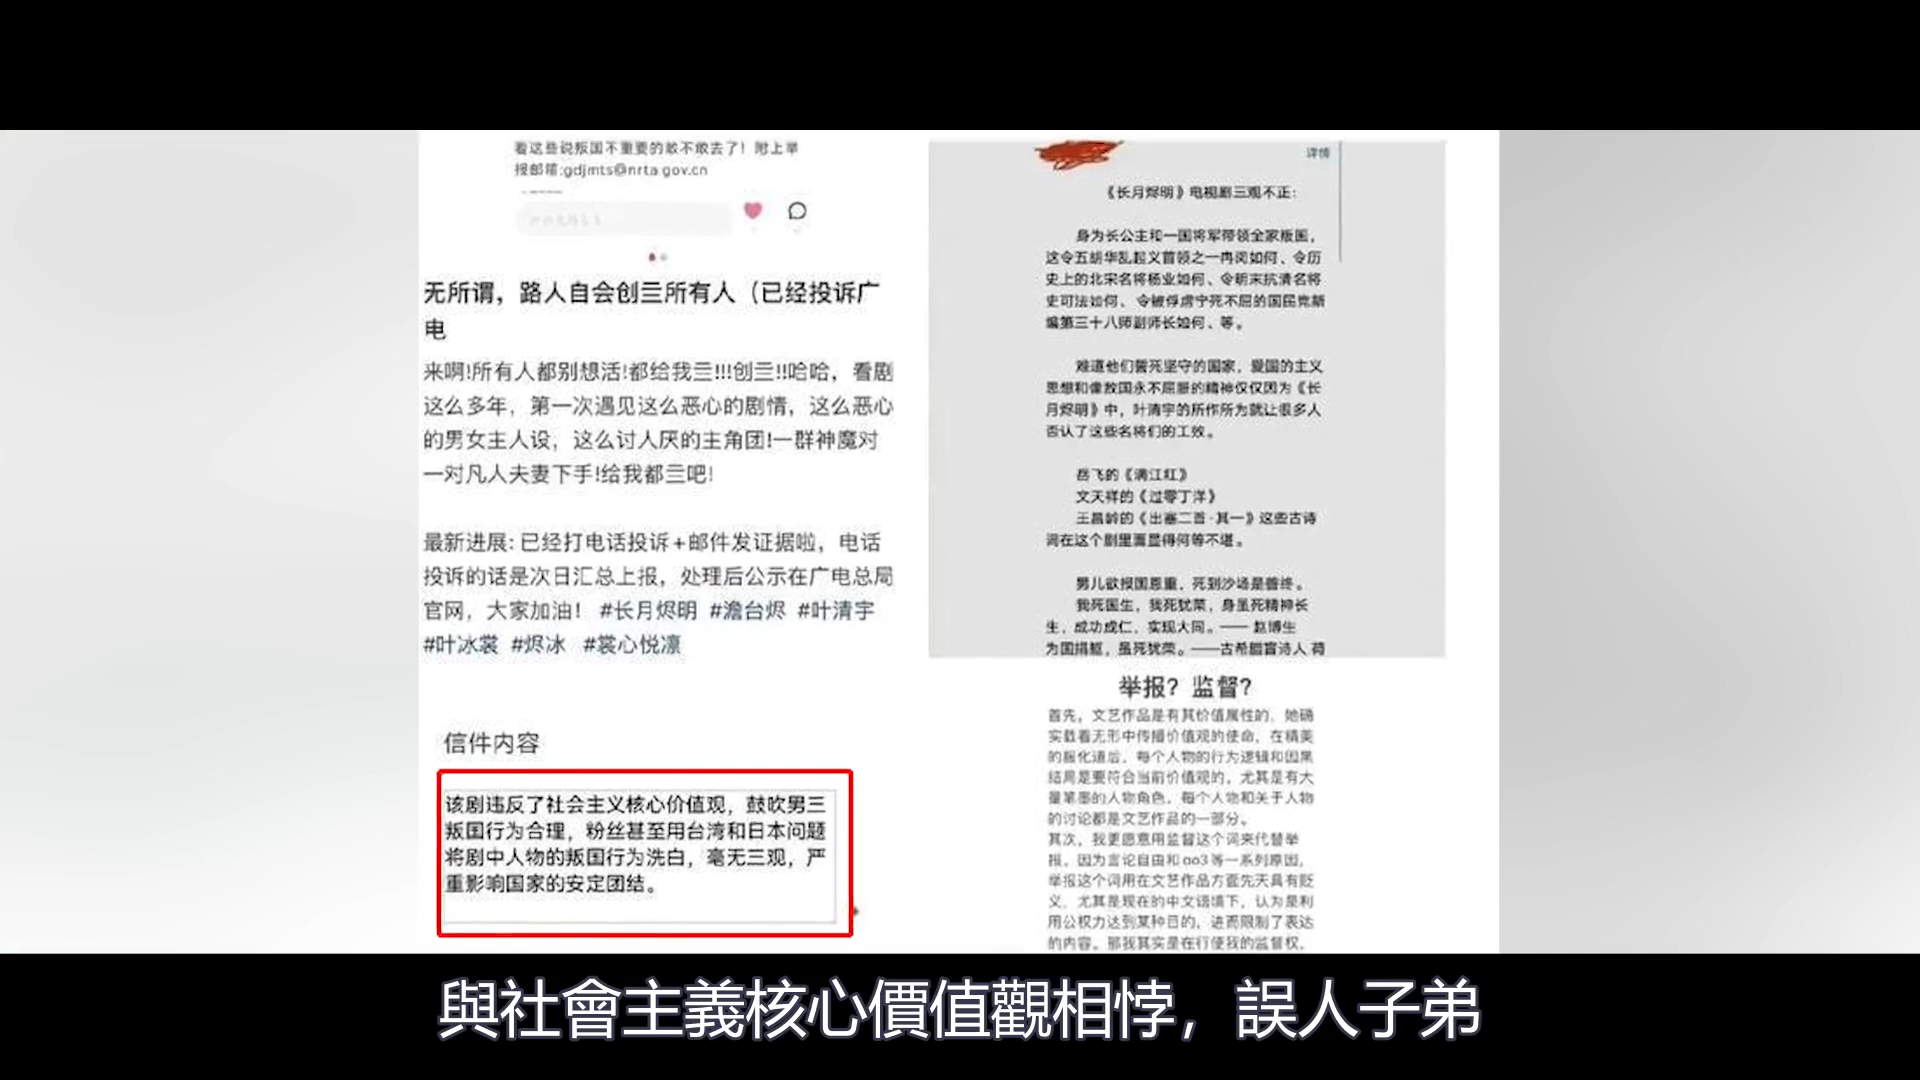 看这些说叛国不重要的敢不敢去了！附上举
报邮箱:gdjmts@nrta.gov.cn
无所谓，路人自会创亖所有人（已经投诉广
电
来啊!所有人都别想活!都给我亖!!!创亖!!哈哈，看剧
这么多年，第一次遇见这么恶心的剧情，这么恶心
的男女主人设，这么讨人厌的主角团!一群神魔对
一对凡人夫妻下手!给我都亖吧!
最新进展: 已经打电话投诉+邮件发证据啦，电话
投诉的话是次日汇总上报，处理后公示在广电总局
官网，大家加油！ #长月烬明 #澹台烬 #叶清宇
#叶冰裳 #烬冰 #裳心悦凛
信件内容
该剧违反了社会主义核心价值观，鼓吹男三
叛国行为合理，粉丝甚至用台湾和日本问题
将剧中人物的叛国行为洗白，毫无三观，严
重影响国家的安定团结。
详情
《长月烬明》电视剧三观不正：
身为长公主和一国将军带领全家叛国，
这令五胡华乱起义首领之一冉闵如何、令历
史上的北宋名将杨业如何、令明末抗清名将
史可法如何、令被俘虏宁死不屈的国民党新
编第三十八师副师长如何、等。
难道他们誓死坚守的国家，爱国的主义
思想和像敌国永不屈服的精神仅仅因为《长
月烬明》中，叶清宇的所作所为就让很多人
否认了这些名将们的工效。
岳飞的《满江红》
文天祥的《过零丁洋》
王昌龄的《出塞二首·其一》这些古诗
词在这个剧里面显得何等不堪。
男儿欲报国恩重，死到沙场是善终。
我死国生，我死犹荣，身虽死精神长
生，成功成仁，实现大同。—— 赵博生
为国捐躯，虽死犹荣。——古希腊盲诗人 荷
举报？监督？
首先，文艺作品是有其价值属性的，她确
实载着无形中传播价值观的使命，在精美
的服化道后，每个人物的行为逻辑和因果
结局是要符合当前价值观的，尤其是有大
量笔墨的人物角色，每个人物和关于人物
的讨论都是文艺作品的一部分。
其次，我更愿意用监督这个词来代替举
报，因为言论自由和oo3等一系列原因，
举报这个词用在文艺作品方面先天具有贬
义，尤其是现在的中文语境下，认为是利
用公权力达到某种目的，进而限制了表达
的内容。那我其实是在行使我的监督权，
與社會主義核心價值觀相悖，誤人子弟